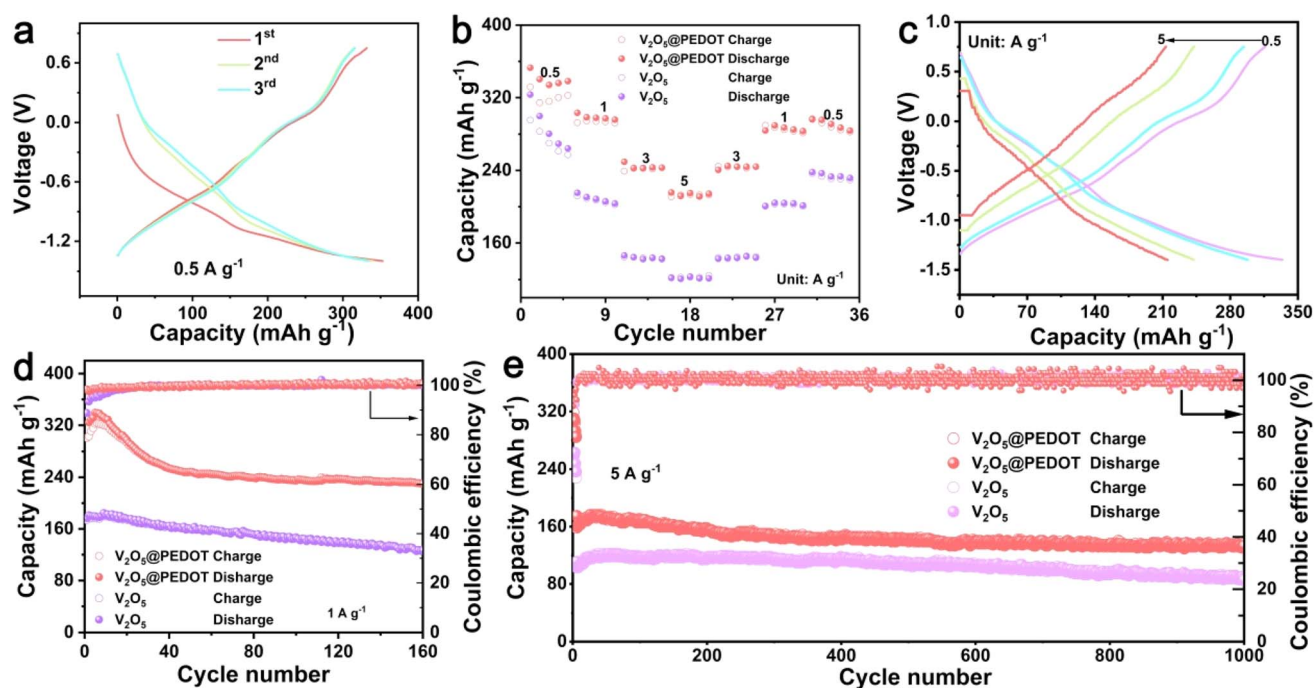 a
1st
2nd
3rd
0.5 A g-1
Voltage (V)
0.6
0.0
-0.6
-1.2
0 100 200 300 400
Capacity (mAh g-1)
b
V2O5@PEDOT Charge
V2O5@PEDOT Discharge
V2O5 Charge
V2O5 Discharge
0.5
1
3
5
3
1
0.5
Unit: A g-1
Capacity (mAh g-1)
400
320
240
160
0 9 18 27 36
Cycle number
c
Unit: A g-1
5
0.5
Voltage (V)
1.0
0.5
0.0
-0.5
-1.0
-1.5
0 70 140 210 280 350
Capacity (mAh g-1)
d
Capacity (mAh g-1)
400
320
240
160
80
0
V2O5@PEDOT Charge
V2O5@PEDOT Disharge
V2O5 Charge
V2O5 Disharge
1 A g-1
0 40 80 120 160
Cycle number
100
80
60
40
20
0
Coulombic efficiency (%)
e
Capacity (mAh g-1)
400
320
240
160
80
0
5 A g-1
V2O5@PEDOT Charge
V2O5@PEDOT Disharge
V2O5 Charge
V2O5 Disharge
0 200 400 600 800 1000
Cycle number
100
80
60
40
20
0
Coulombic efficiency (%)